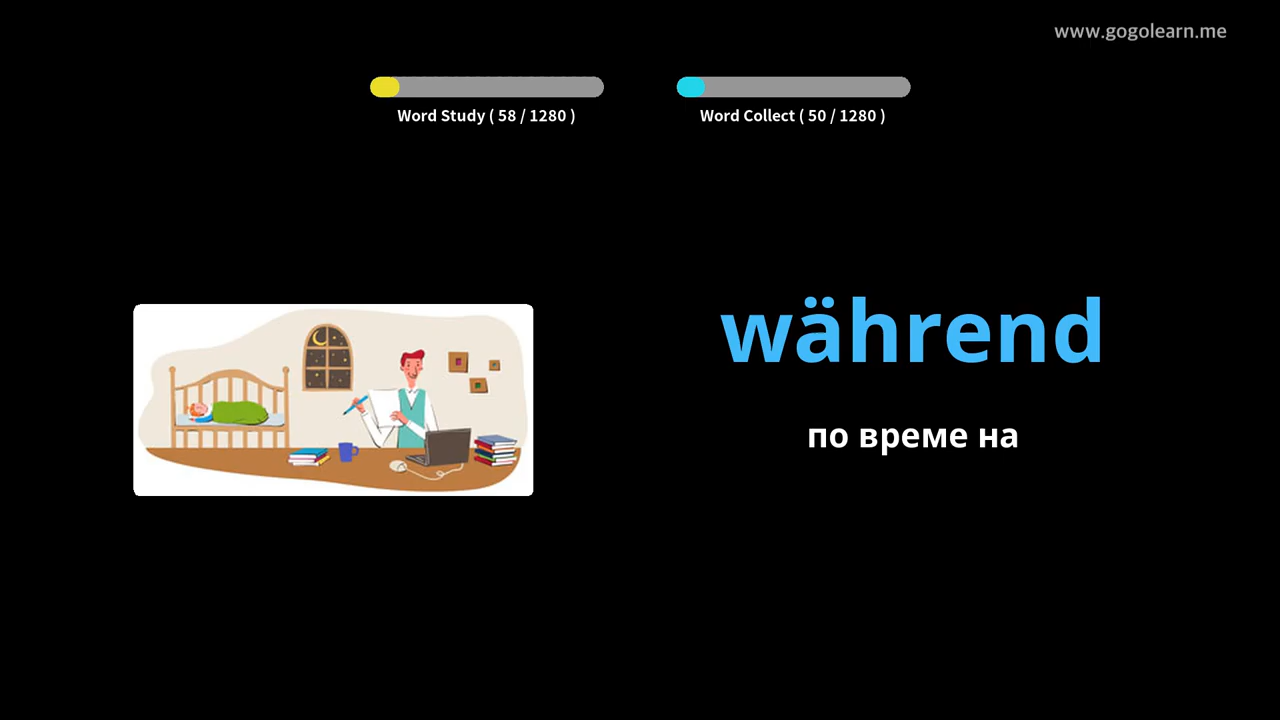 www.gogolearn.me
Word Study ( 58 / 1280 )
Word Collect ( 50 / 1280 )
während
по време на